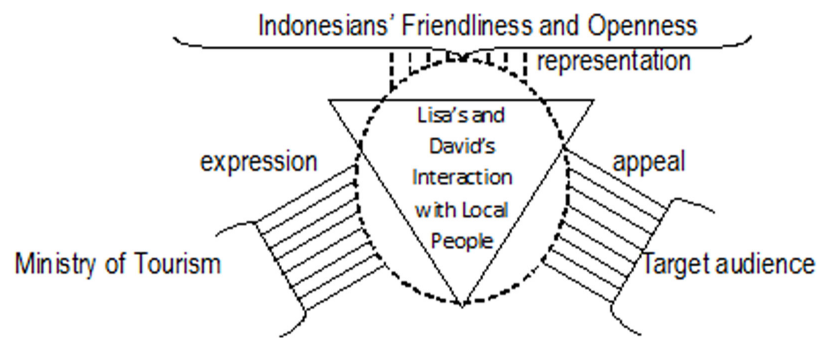 Indonesians' Friendliness and Openness
representation
Lisa's and
David's
Interaction
with Local
People
expression
appeal
Ministry of Tourism
Target audience